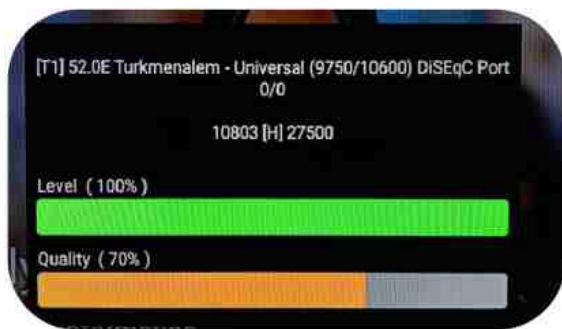 [T1] 52.0E Turkmenalem - Universal (9750/10600) DiSEqC Port
0/0
10803 [H] 27500
Level ( 100% )
Quality ( 70% )